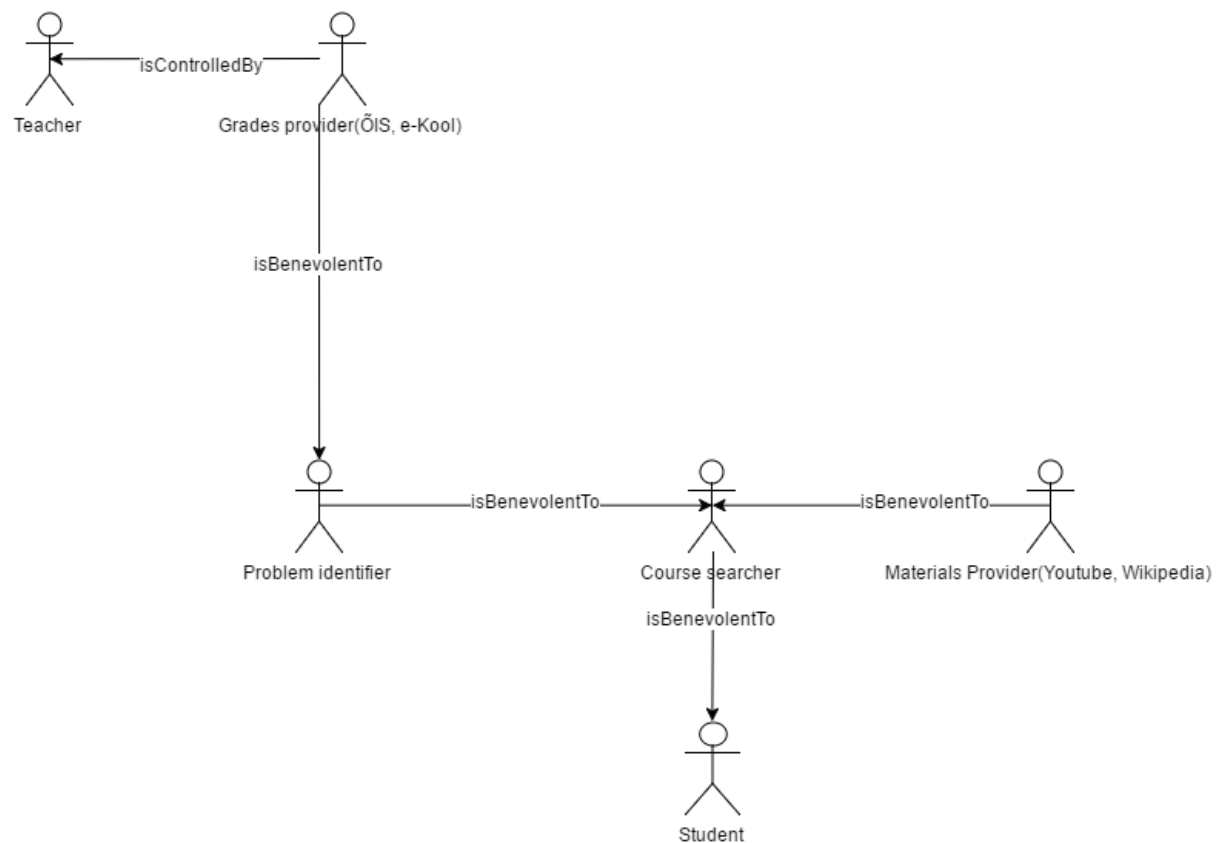 isControlledBy
Teacher
Grades provider(ÕIS, e-Kool)
isBenevolentTo
isBenevolentTo
isBenevolentTo
Problem identifier
Course searcher
Materials Provider(Youtube, Wikipedia)
isBenevolentTo
Student